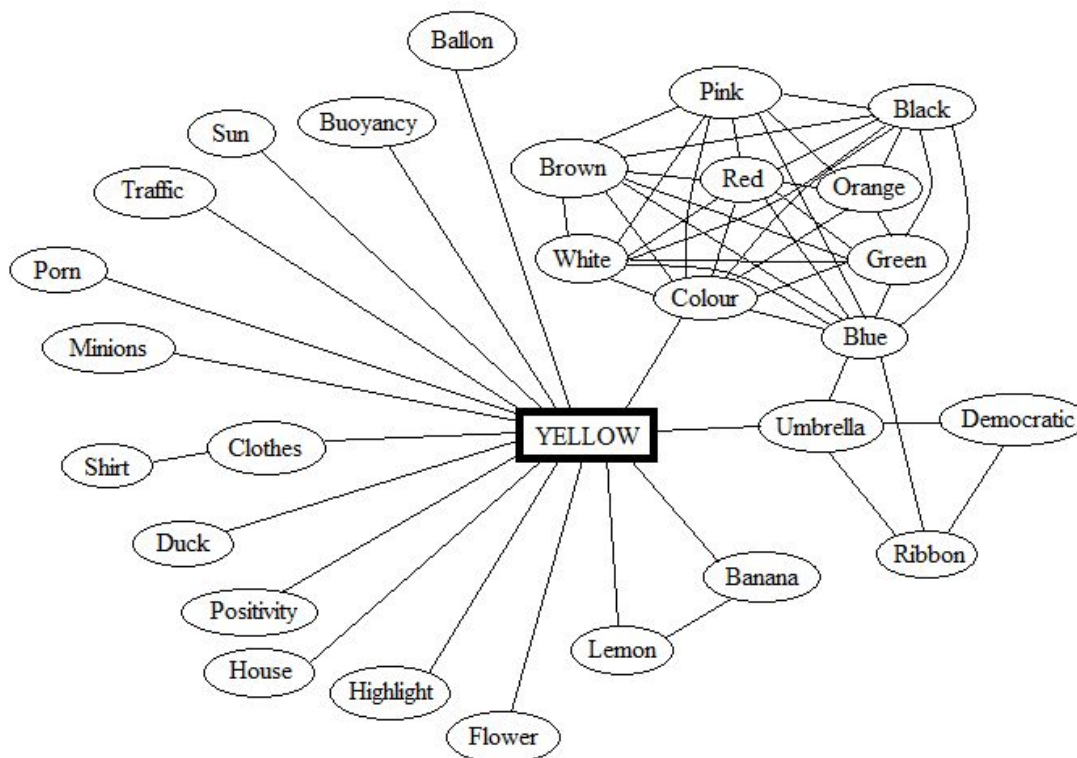 Ballon
Pink
Black
Buoyancy
Sun
Brown
Red
Orange
Traffic
White
Green
Porn
Colour
Blue
Minions
YELLOW
Umbrella
Democratic
Clothes
Shirt
Duck
Ribbon
Banana
Positivity
Lemon
House
Highlight
Flower